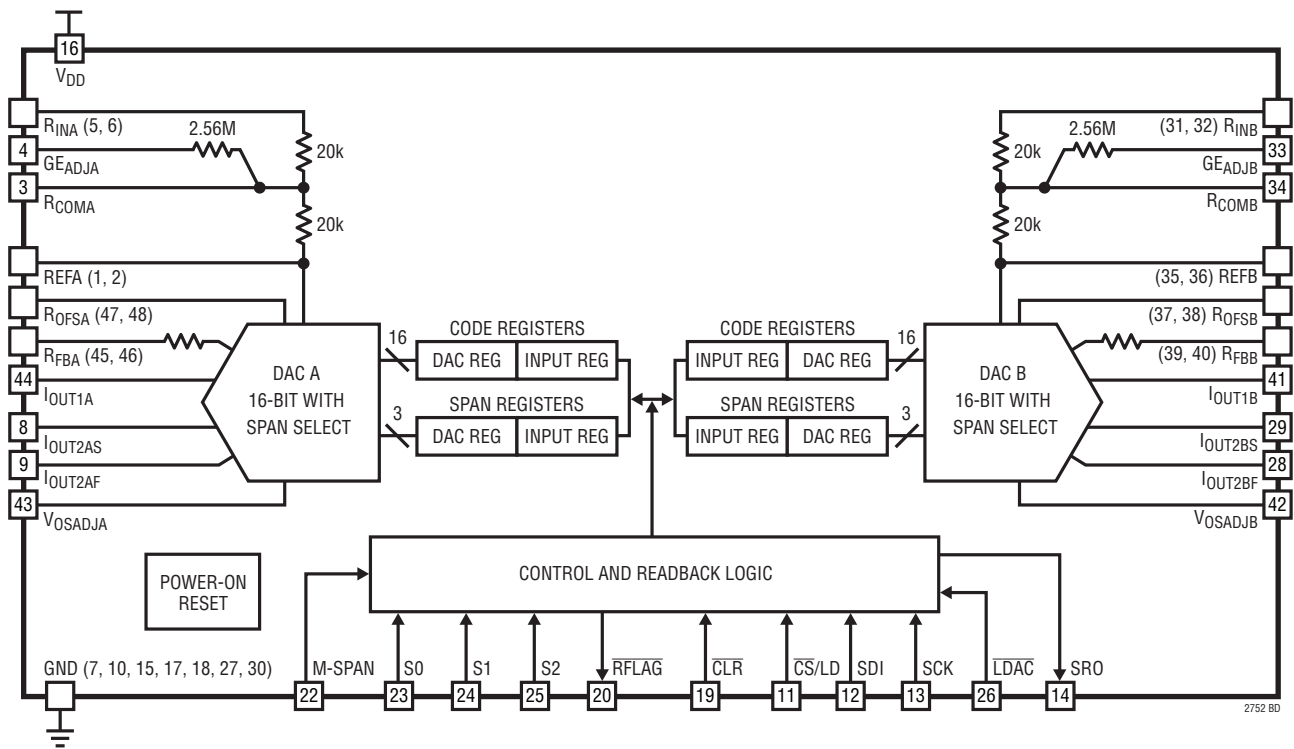 16
VDD
RINA (5, 6)
2.56M
20k
4
GEADJA
3
RCOMA
20k
REFA (1, 2)
ROFSA (47, 48)
RFBA (45, 46)
44
IOUT1A
8
IOUT2AS
9
IOUT2AF
43
VOSADJA
DAC A
16-BIT WITH
SPAN SELECT
16
CODE REGISTERS
DAC REG INPUT REG
3
SPAN REGISTERS
DAC REG INPUT REG
CODE REGISTERS
16
INPUT REG DAC REG
SPAN REGISTERS
3
INPUT REG DAC REG
DAC B
16-BIT WITH
SPAN SELECT
(31, 32) RINB
2.56M
20k
33
GEADJB
34
RCOMB
20k
(35, 36) REFB
(37, 38) ROFSB
(39, 40) RFBB
41
IOUT1B
29
IOUT2BS
28
IOUT2BF
42
VOSADJB
POWER-ON
RESET
CONTROL AND READBACK LOGIC
GND (7, 10, 15, 17, 18, 27, 30)
M-SPAN S0 S1 S2 RFLAG CLR CS/LD SDI SCK LDAC SRO
22 23 24 25 20 19 11 12 13 26 14
2752 BD